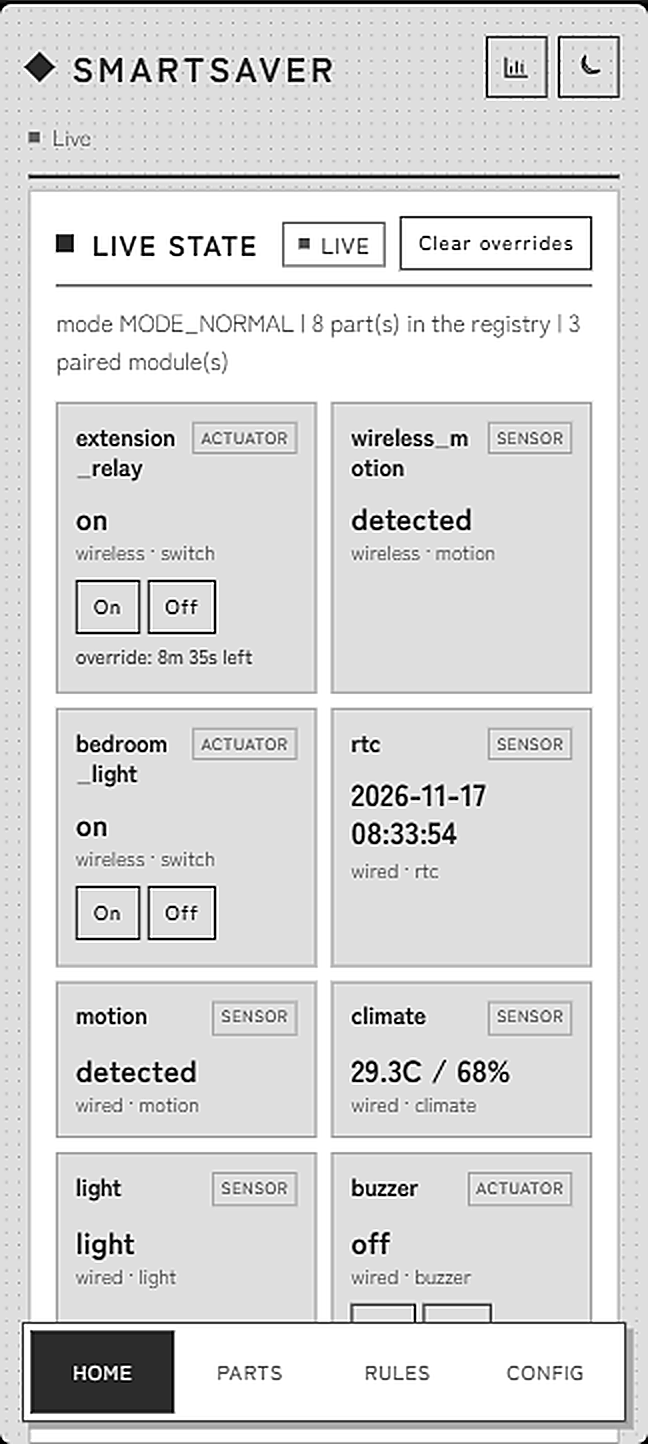 SMARTSAVER
Live
LIVE STATE
LIVE
Clear overrides
mode MODE_NORMAL | 8 part(s) in the registry | 3
paired module(s)
extension
_relay
ACTUATOR
on
wireless · switch
On
Off
override: 8m 35s left
wireless_m
otion
SENSOR
detected
wireless · motion
bedroom
_light
ACTUATOR
on
wireless · switch
On
Off
rtc
SENSOR
2026-11-17
08:33:54
wired · rtc
motion
SENSOR
detected
wired · motion
climate
SENSOR
29.3C / 68%
wired · climate
light
SENSOR
light
wired · light
buzzer
ACTUATOR
off
wired · buzzer
HOME
PARTS
RULES
CONFIG